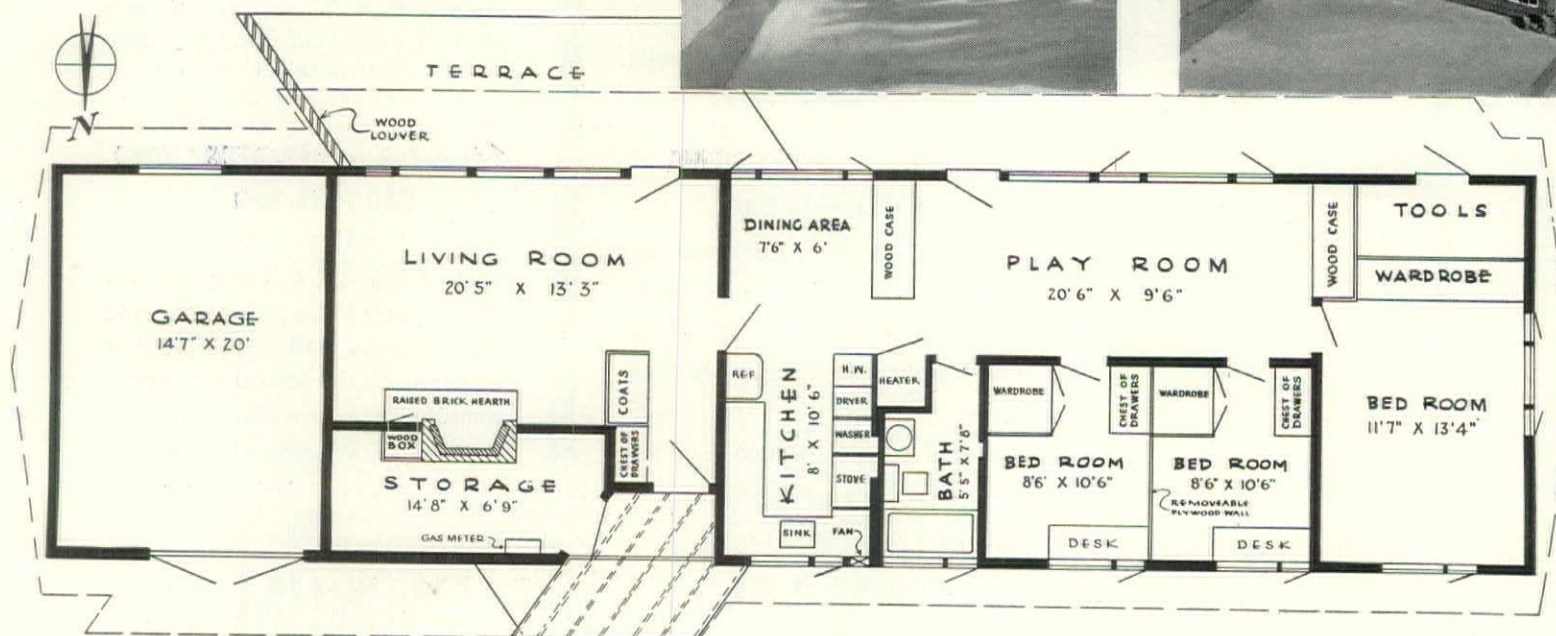 N
TERRACE
WOOD
LOUVER
GARAGE
14'7" X 20'
LIVING ROOM
20'5" X 13'3"
RAISED BRICK HEARTH
WOOD
BOX
COATS
CHEST OF
DRAWERS
STORAGE
14'8" X 6'9"
GAS METER
DINING AREA
7'6" X 6'
WOOD CASE
REF
KITCHEN
8' X 10'6"
H.W.
DRYER
WASHER
STOVE
SINK
FAN
HEATER
BATH
5'5" X 7'8"
PLAY ROOM
20'6" X 9'6"
WARDROBE
CHEST OF
DRAWERS
BED ROOM
8'6' X 10'6"
DESK
WARDROBE
CHEST OF
DRAWERS
BED ROOM
8'6" X 10'6"
REMOVEABLE
PLYWOOD WALL
DESK
WOOD CASE
TOOLS
WARDROBE
BED ROOM
11'7" X 13'4"